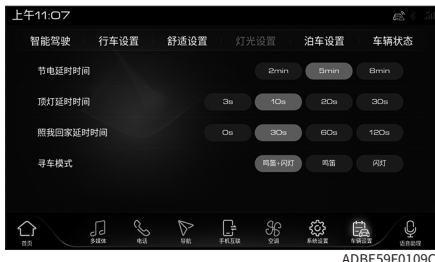 上午11:07
智能驾驶 行车设置 舒适设置 灯光设置 泊车设置 车辆状态
节电延时时间 2min 5min 8min
顶灯延时时间 3s 10s 20s 30s
照我回家延时时间 0s 30s 60s 120s
寻车模式 鸣笛+闪灯 鸣笛 闪灯
首页 多媒体 电话 导航 手机互联 空调 系统设置 车辆设置 语音助理
ADBE59E0109C